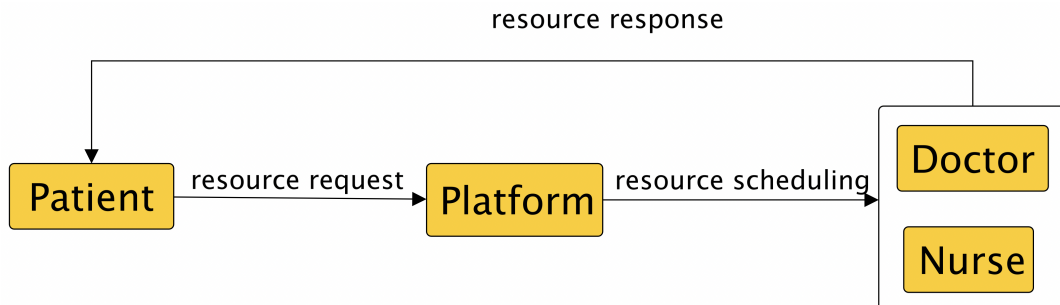 resource response
Patient
resource request
Platform
resource scheduling
Doctor
Nurse